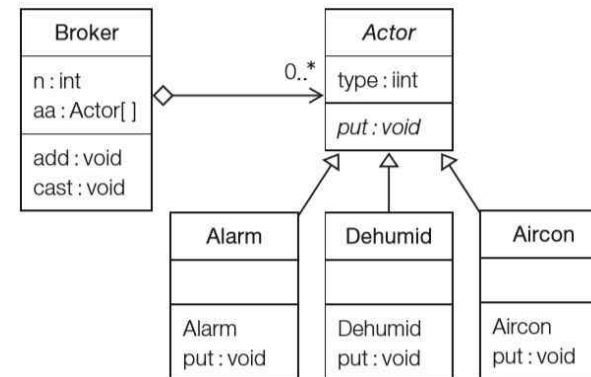 Broker
n : int
aa : Actor[ ]
add : void
cast : void
0..*
Actor
type : iint
put : void
Alarm
Alarm
put : void
Dehumid
Dehumid
put : void
Aircon
Aircon
put : void